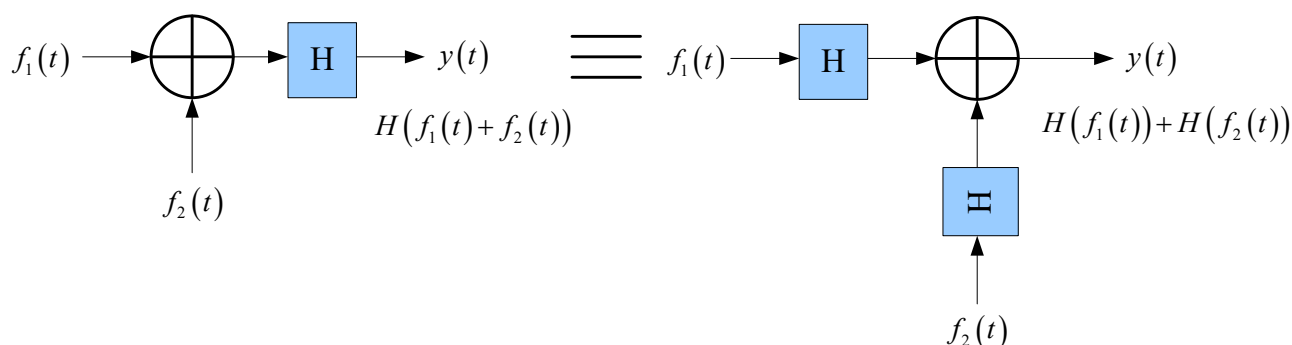 f₁(t) H y(t) f₁(t) H y(t)
H(f₁(t) + f₂(t)) H(f₁(t)) + H(f₂(t))
f₂(t) H
f₂(t)